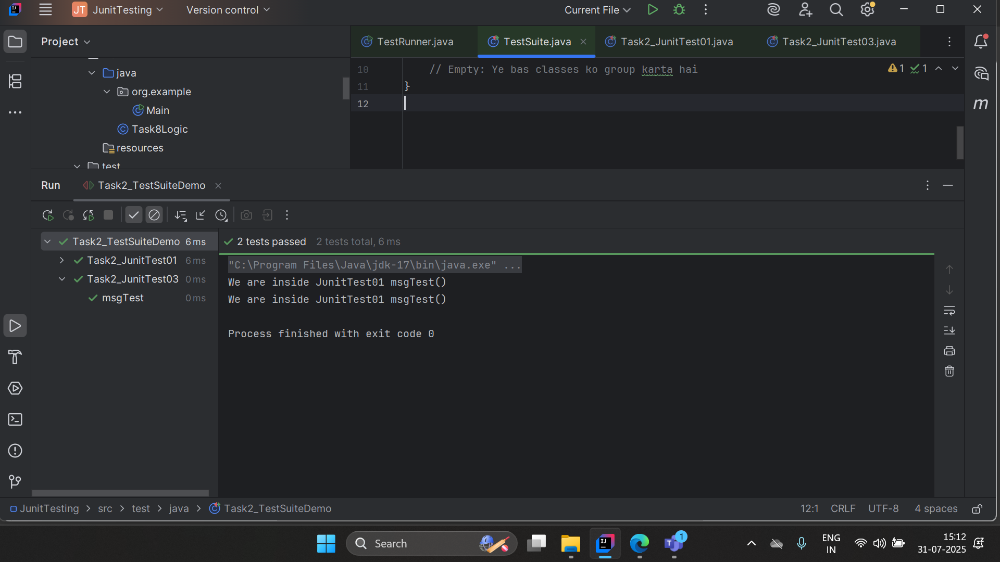 JT JunitTesting Version control Current File
Project
TestRunner.java TestSuite.java Task2_JunitTest01.java Task2_JunitTest03.java
java
org.example
Main
Task8Logic
resources
test
10 // Empty: Ye bas classes ko group karta hai 1 1
11 }
12
m
Run Task2_TestSuiteDemo
Task2_TestSuiteDemo 6 ms
Task2_JunitTest01 6 ms
Task2_JunitTest03 0 ms
msgTest 0 ms
2 tests passed 2 tests total, 6 ms
"C:\Program Files\Java\jdk-17\bin\java.exe" ...
We are inside JunitTest01 msgTest()
We are inside JunitTest01 msgTest()
Process finished with exit code 0
JunitTesting > src > test > java > Task2_TestSuiteDemo 12:1 CRLF UTF-8 4 spaces
Search 1 ENG 15:12
IN 31-07-2025